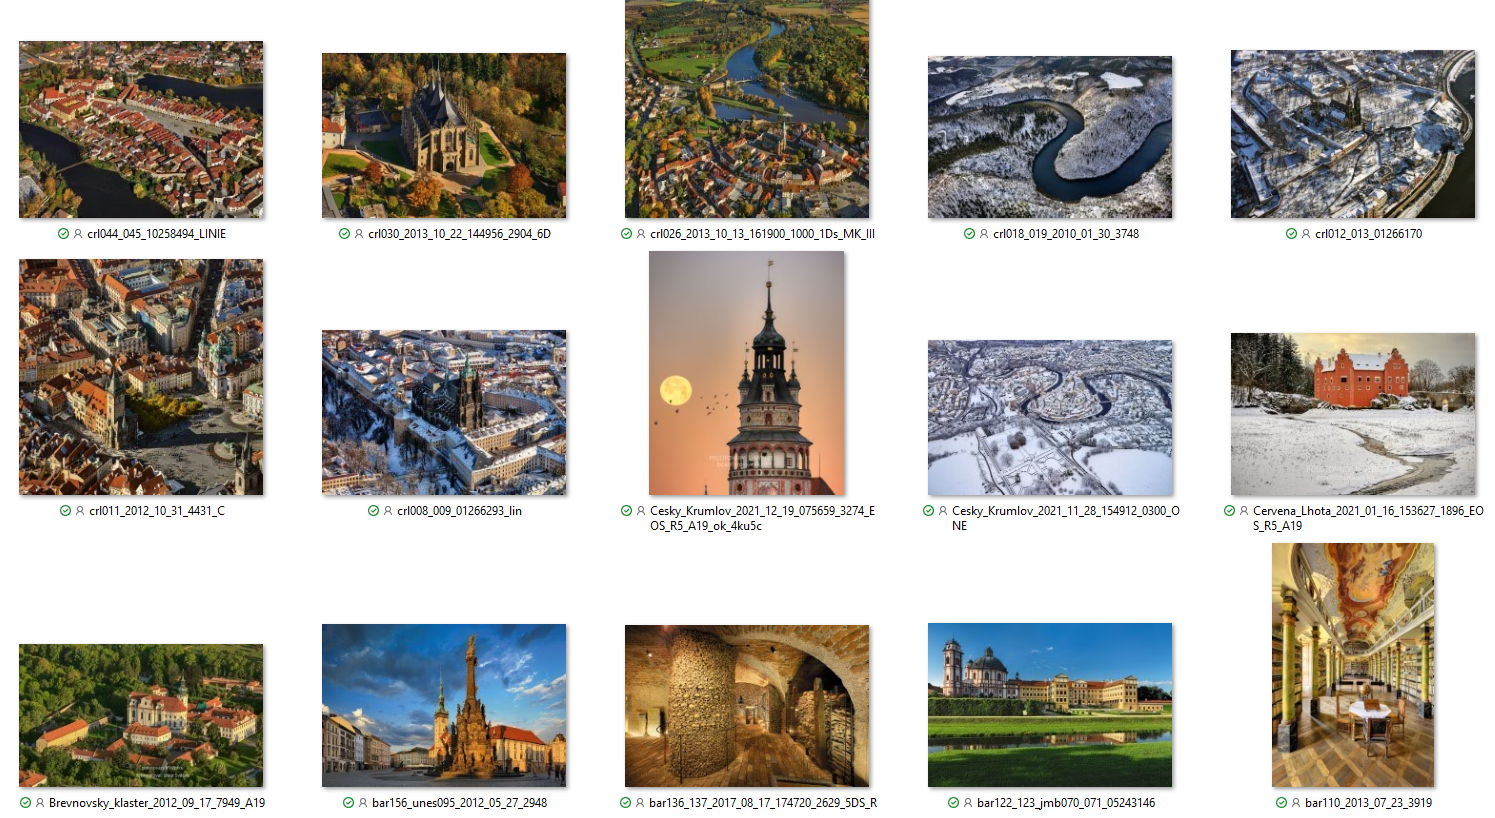 crl044_045_10258494_LINIE
crl030_2013_10_22_144956_2904_6D
crl026_2013_10_13_161900_1000_1Ds_MK_III
crl018_019_2010_01_30_3748
crl012_013_01266170
crl011_2012_10_31_4431_C
crl008_009_01266293_lin
Cesky_Krumlov_2021_12_19_075659_3274_E
OS_R5_A19_ok_4ku5c
Cesky_Krumlov_2021_11_28_154912_0300_O
NE
Cervena_Lhota_2021_01_16_153627_1896_EO
S_R5_A19
Brevnovsky_klaster_2012_09_17_7949_A19
bar156_unes095_2012_05_27_2948
bar136_137_2017_08_17_174720_2629_5DS_R
bar122_123_jmb070_071_05243146
bar110_2013_07_23_3919